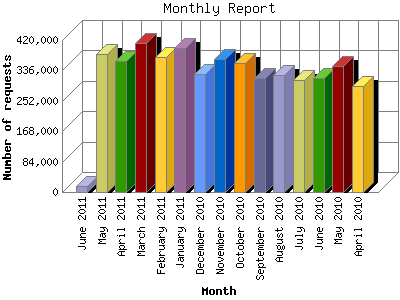 Monthly Report
Number of requests
420,000
336,000
252,000
168,000
84,000
0
June 2011
May 2011
April 2011
March 2011
February 2011
January 2011
December 2010
November 2010
October 2010
September 2010
August 2010
July 2010
June 2010
May 2010
April 2010
Month